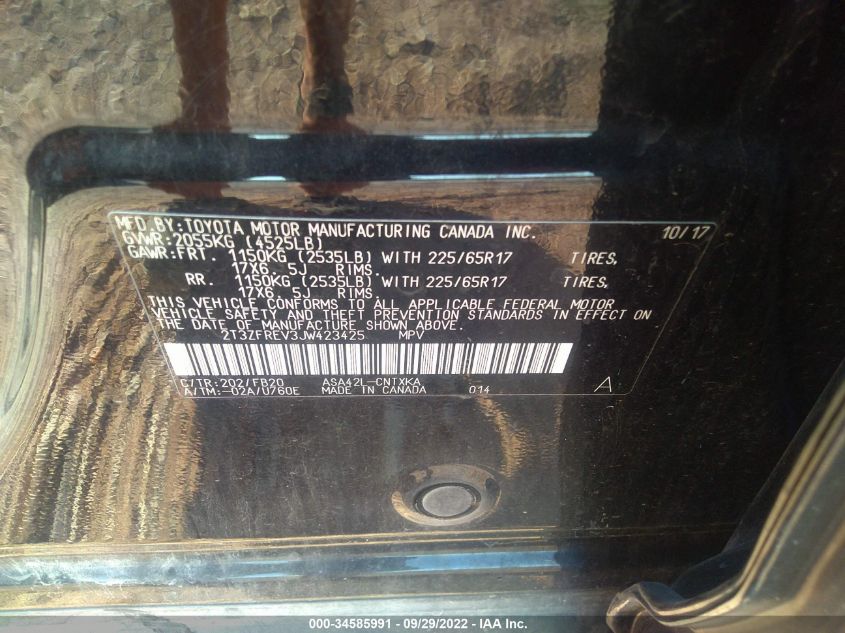 MFD.BY:TOYOTA MOTOR MANUFACTURING CANADA INC. 10/17
GVWR:2055KG (4525LB)
GAWR:FRT. 1150KG (2535LB) WITH 225/65R17 TIRES,
17X6. 5J RIMS.
RR. 1150KG (2535LB) WITH 225/65R17 TIRES,
17X6. 5J RIMS.
THIS VEHICLE CONFORMS TO ALL APPLICABLE FEDERAL MOTOR
VEHICLE SAFETY, BUMPER, AND THEFT PREVENTION STANDARDS IN EFFECT ON
THE DATE OF MANUFACTURE SHOWN ABOVE.
2T3ZFREV3JW423425 MPV
C/TR:202/FB20 ASA42L-CNTXKA A
A/TM:-02A/U760E MADE IN CANADA 014
000-34585991 - 09/29/2022 - IAA Inc.